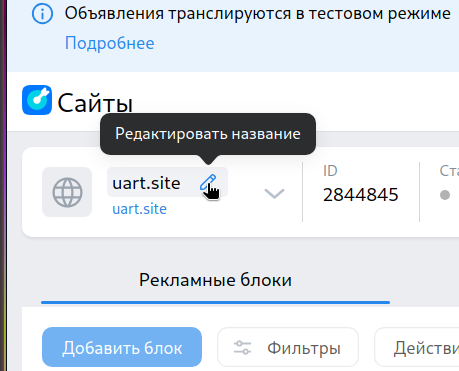 Объявления транслируются в тестовом режиме
Подробнее
Сайты
Редактировать название
uart.site
uart.site
ID
2844845
Рекламные блоки
Добавить блок
Фильтры